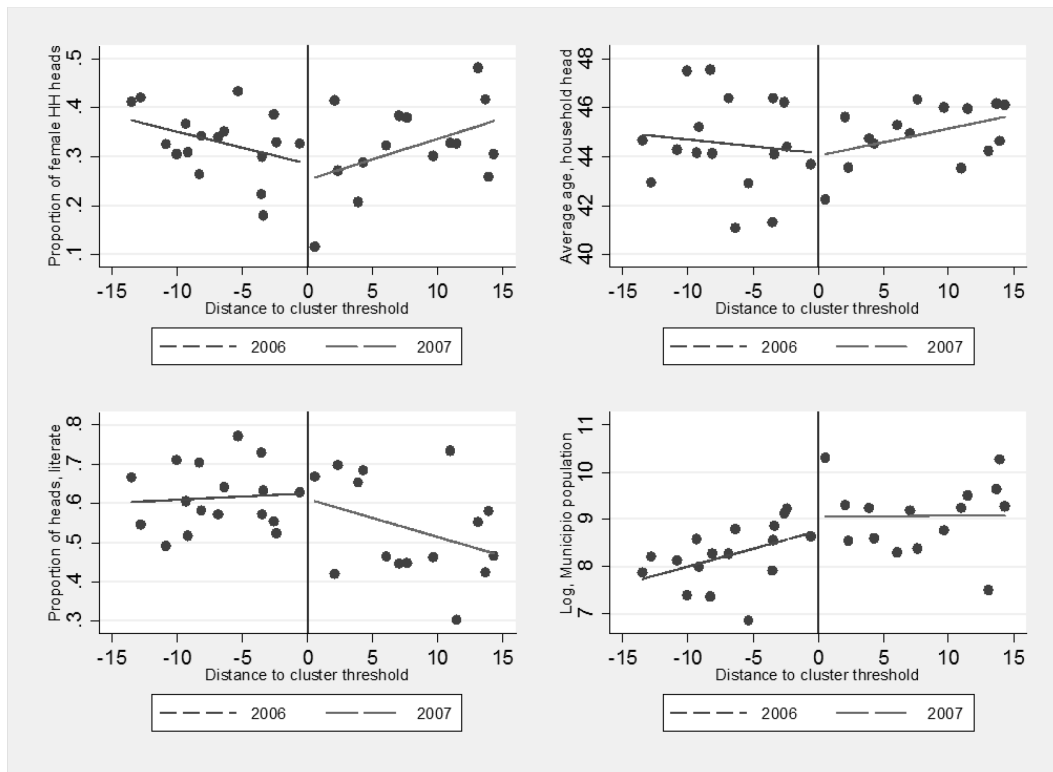 Proportion of female HH heads
.5
.4
.3
.2
.1
-15 -10 -5 0 5 10 15
Distance to cluster threshold
2006 2007
Average age, household head
48
46
44
42
40
-15 -10 -5 0 5 10 15
Distance to cluster threshold
2006 2007
Proportion of heads, literate
.8
.7
.6
.5
.4
.3
-15 -10 -5 0 5 10 15
Distance to cluster threshold
2006 2007
Log, Municipio population
11
10
9
8
7
-15 -10 -5 0 5 10 15
Distance to cluster threshold
2006 2007